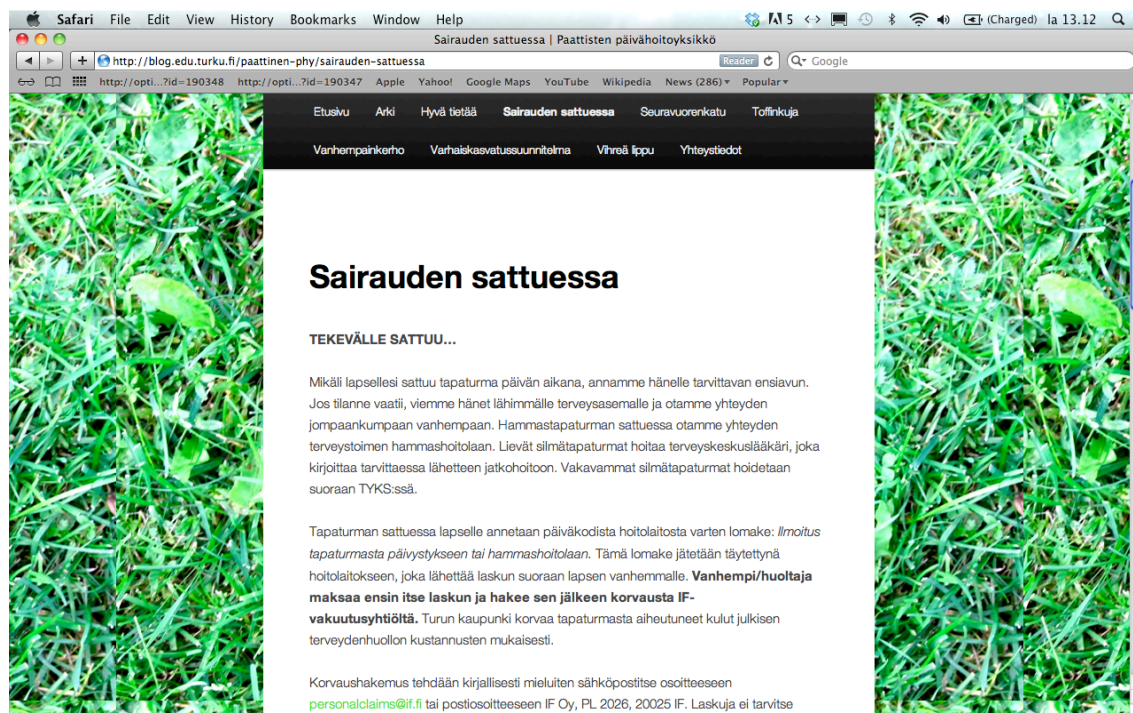 Safari File Edit View History Bookmarks Window Help 5 (Charged) la 13.12
Sairauden sattuessa | Paattisten päivähoitoyksikkö
http://blog.edu.turku.fi/paattinen-phy/sairauden-sattuessa Reader Google
http://opti...?id=190348 http://opti...?id=190347 Apple Yahoo! Google Maps YouTube Wikipedia News (286) Popular
Etusivu Arki Hyvä tietää Sairauden sattuessa Seuravuorenkatu Toffinkuja
Vanhempainkerho Varhaiskasvatussuunnitelma Vihreä lippu Yhteystiedot
Sairauden sattuessa
TEKEVÄLLE SATTUU...
Mikäli lapsellesi sattuu tapaturma päivän aikana, annamme hänelle tarvittavan ensiavun.
Jos tilanne vaatii, viemme hänet lähimmälle terveysasemalle ja otamme yhteyden
jompaankumpaan vanhempaan. Hammastapaturman sattuessa otamme yhteyden
terveystoimen hammashoitolaan. Lievät silmätapaturmat hoitaa terveyskeskuslääkäri, joka
kirjoittaa tarvittaessa lähetteen jatkohoitoon. Vakavammat silmätapaturmat hoidetaan
suoraan TYKS:ssä.
Tapaturman sattuessa lapselle annetaan päiväkodista hoitolaitosta varten lomake: Ilmoitus
tapaturmasta päivystykseen tai hammashoitolaan. Tämä lomake jätetään täytettynä
hoitolaitokseen, joka lähettää laskun suoraan lapsen vanhemmalle. Vanhempi/huoltaja
maksaa ensin itse laskun ja hakee sen jälkeen korvausta IF-
vakuutusyhtiöltä. Turun kaupunki korvaa tapaturmasta aiheutuneet kulut julkisen
terveydenhuollon kustannusten mukaisesti.
Korvaushakemus tehdään kirjallisesti mieluiten sähköpostitse osoitteeseen
personalclaims@if.fi tai postiosoitteeseen IF Oy, PL 2026, 20025 IF. Laskuja ei tarvitse